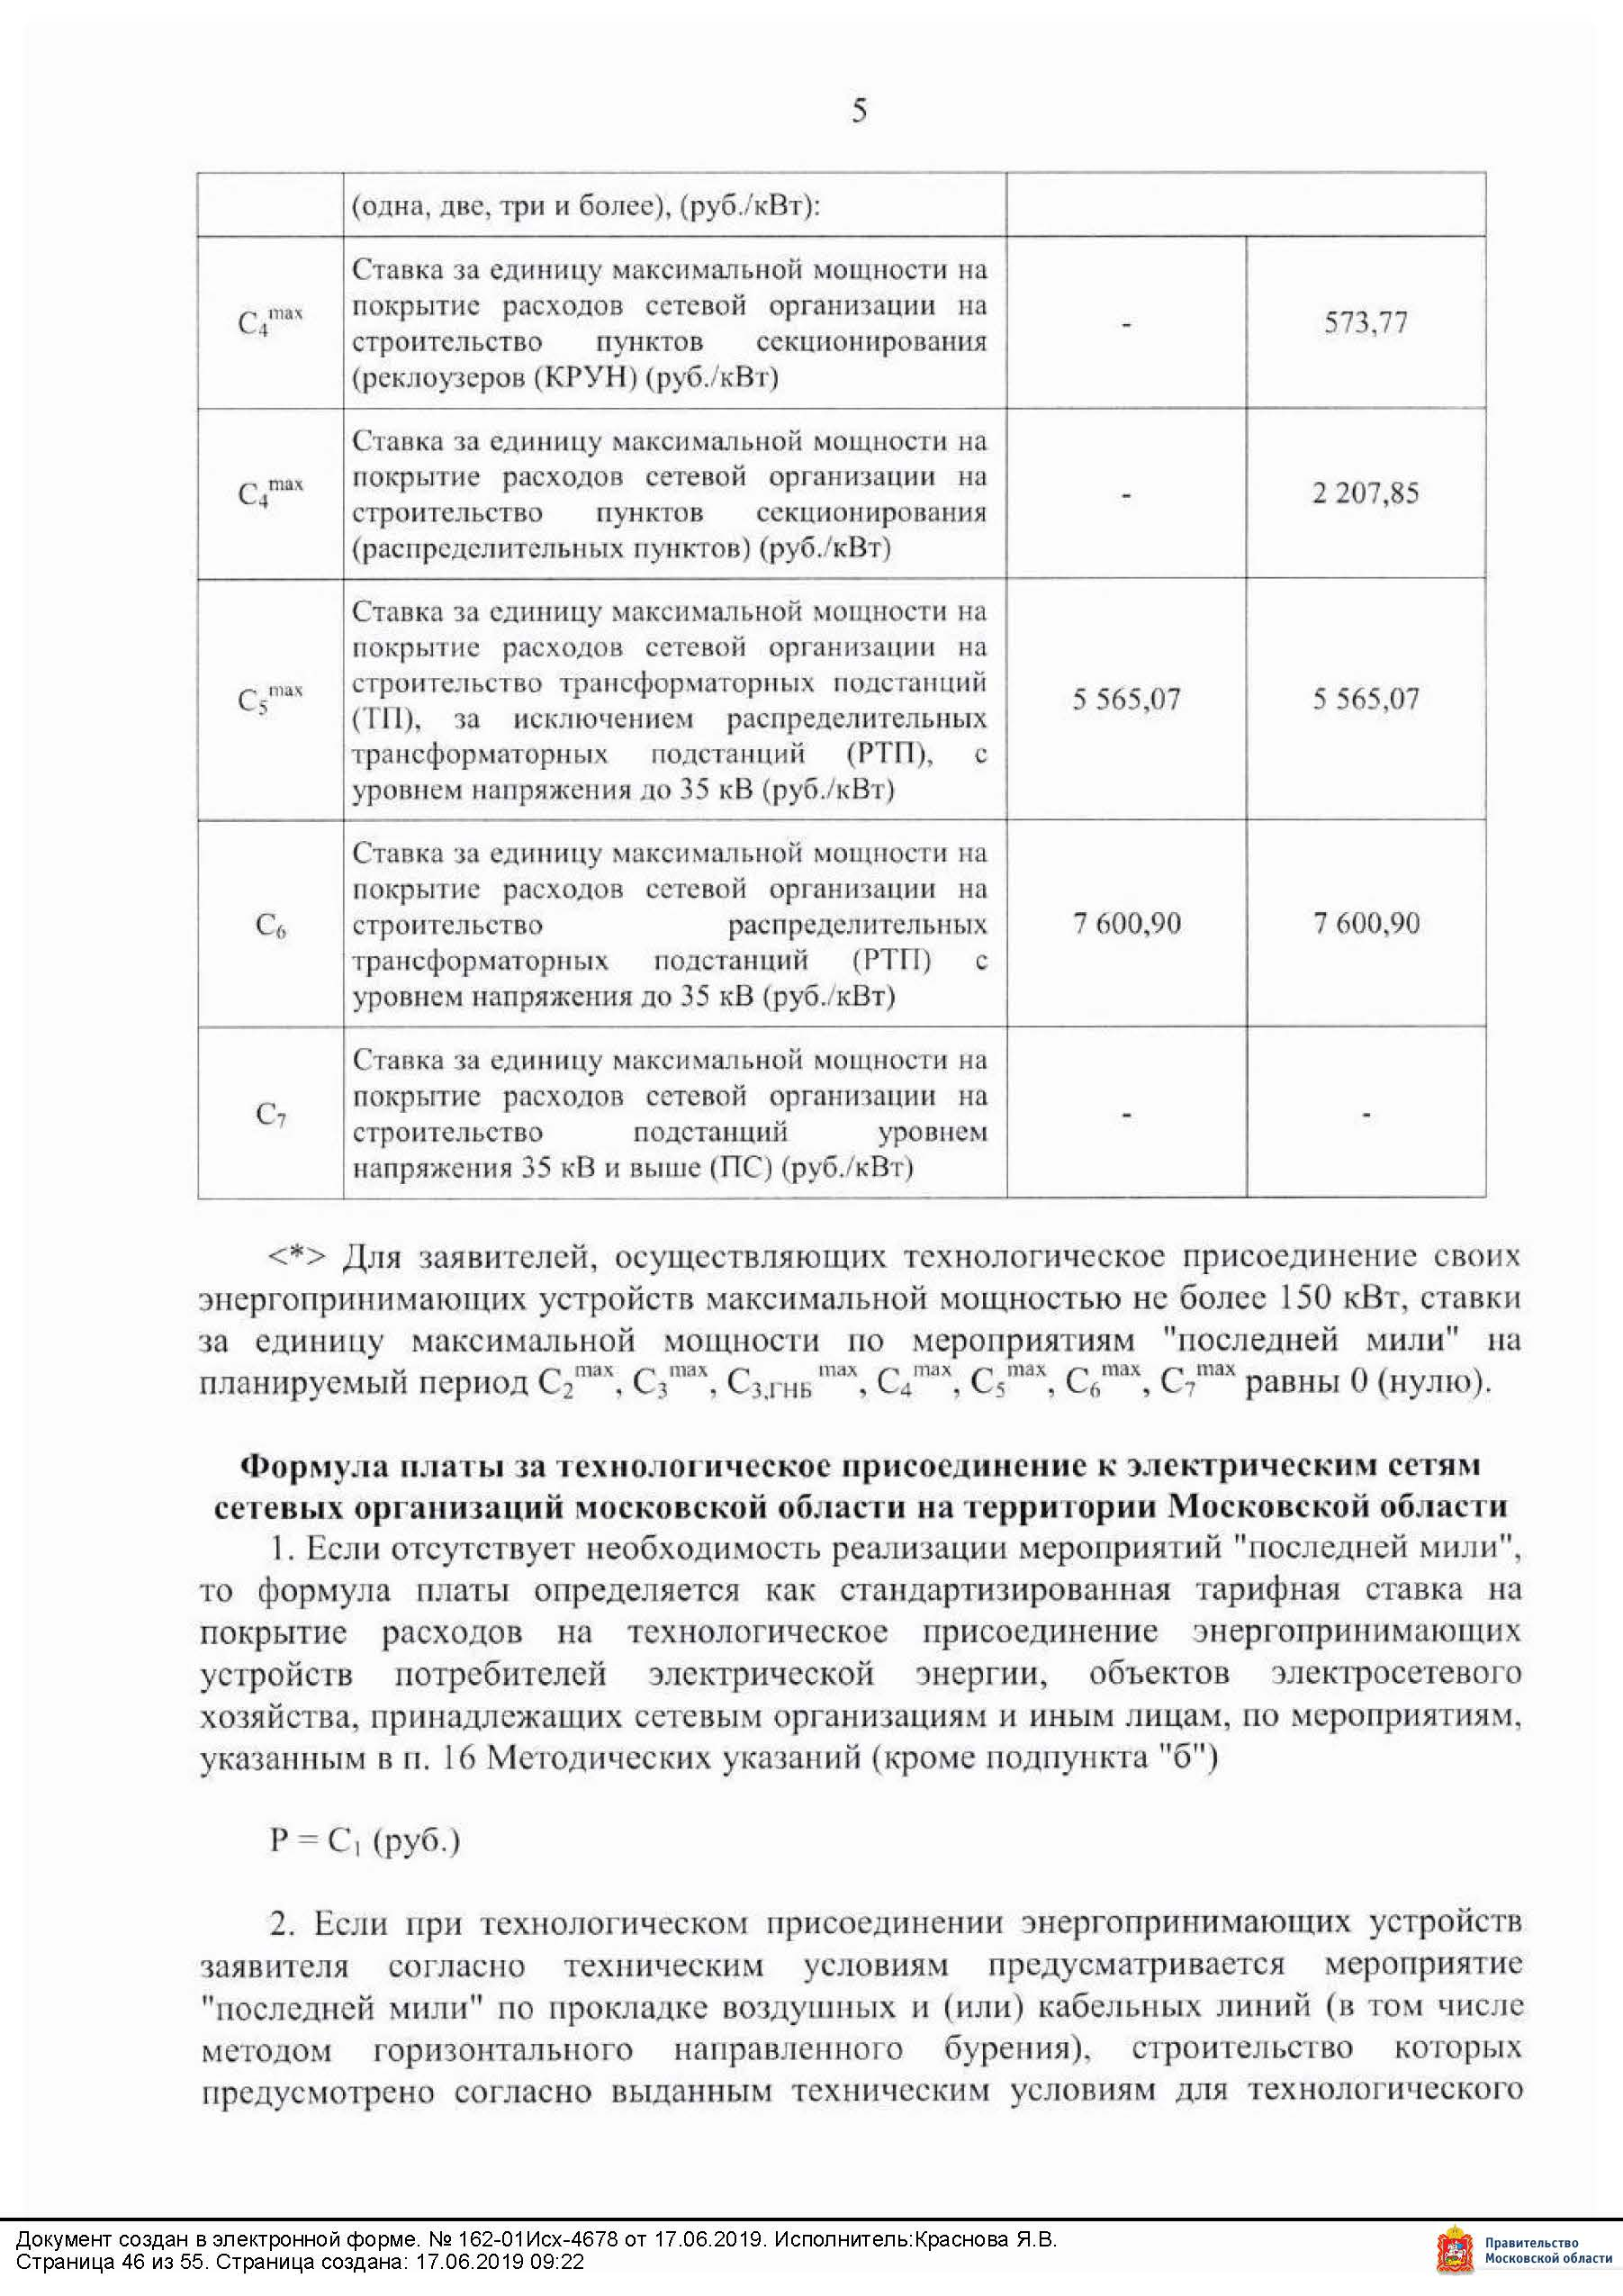 5
(одна, две, три и более), (руб./кВт):
C4max
Ставка за единицу максимальной мощности на
покрытие расходов сетевой организации на
строительство пунктов секционирования
(реклоузеров (КРУН) (руб./кВт)
-
573,77
C4max
Ставка за единицу максимальной мощности на
покрытие расходов сетевой организации на
строительство пунктов секционирования
(распределительных пунктов) (руб./кВт)
-
2 207,85
C5max
Ставка за единицу максимальной мощности на
покрытие расходов сетевой организации на
строительство трансформаторных подстанций
(ТП), за исключением распределительных
трансформаторных подстанций (РТП), с
уровнем напряжения до 35 кВ (руб./кВт)
5 565,07
5 565,07
C6
Ставка за единицу максимальной мощности на
покрытие расходов сетевой организации на
строительство распределительных
трансформаторных подстанций (РТП) с
уровнем напряжения до 35 кВ (руб./кВт)
7 600,90
7 600,90
C7
Ставка за единицу максимальной мощности на
покрытие расходов сетевой организации на
строительство подстанций уровнем
напряжения 35 кВ и выше (ПС) (руб./кВт)
-
-
<*> Для заявителей, осуществляющих технологическое присоединение своих
энергопринимающих устройств максимальной мощностью не более 150 кВт, ставки
за единицу максимальной мощности по мероприятиям "последней мили" на
планируемый период C2max, C3max, C3,ГНБ max, C4max, C5max, C6max, C7max равны 0 (нулю).
Формула платы за технологическое присоединение к электрическим сетям
сетевых организаций московской области на территории Московской области
1. Если отсутствует необходимость реализации мероприятий "последней мили",
то формула платы определяется как стандартизированная тарифная ставка на
покрытие расходов на технологическое присоединение энергопринимающих
устройств потребителей электрической энергии, объектов электросетевого
хозяйства, принадлежащих сетевым организациям и иным лицам, по мероприятиям,
указанным в п. 16 Методических указаний (кроме подпункта "б")
P = C1 (руб.)
2. Если при технологическом присоединении энергопринимающих устройств
заявителя согласно техническим условиям предусматривается мероприятие
"последней мили" по прокладке воздушных и (или) кабельных линий (в том числе
методом горизонтального направленного бурения), строительство которых
предусмотрено согласно выданным техническим условиям для технологического
Документ создан в электронной форме. № 162-01Исх-4678 от 17.06.2019. Исполнитель:Краснова Я.В.
Страница 46 из 55. Страница создана: 17.06.2019 09:22
Правительство
Московской области